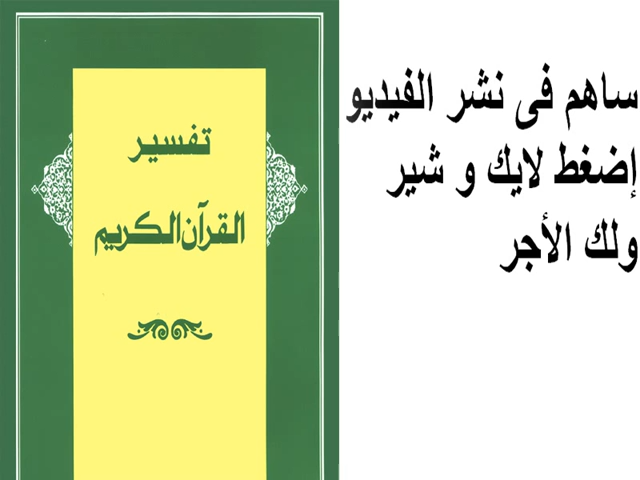 تفسير
القرآن الكريم
ساهم فى نشر الفيديو
إضغط لايك و شير
ولك الأجر